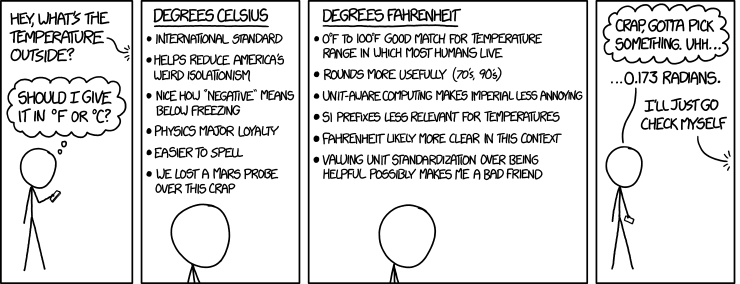 HEY, WHAT'S THE
TEMPERATURE
OUTSIDE?
SHOULD I GIVE
IT IN °F OR °C?
DEGREES CELSIUS
• INTERNATIONAL STANDARD
• HELPS REDUCE AMERICA'S
WEIRD ISOLATIONISM
• NICE HOW "NEGATIVE" MEANS
BELOW FREEZING
• PHYSICS MAJOR LOYALTY
• EASIER TO SPELL
• WE LOST A MARS PROBE
OVER THIS CRAP
DEGREES FAHRENHEIT
• 0°F TO 100°F GOOD MATCH FOR TEMPERATURE
RANGE IN WHICH MOST HUMANS LIVE
• ROUNDS MORE USEFULLY (70's, 90's)
• UNIT-AWARE COMPUTING MAKES IMPERIAL LESS ANNOYING
• SI PREFIXES LESS RELEVANT FOR TEMPERATURES
• FAHRENHEIT LIKELY MORE CLEAR IN THIS CONTEXT
• VALUING UNIT STANDARDIZATION OVER BEING
HELPFUL POSSIBLY MAKES ME A BAD FRIEND
CRAP, GOTTA PICK
SOMETHING. UHH...
...0.173 RADIANS.
I'LL JUST GO
CHECK MYSELF